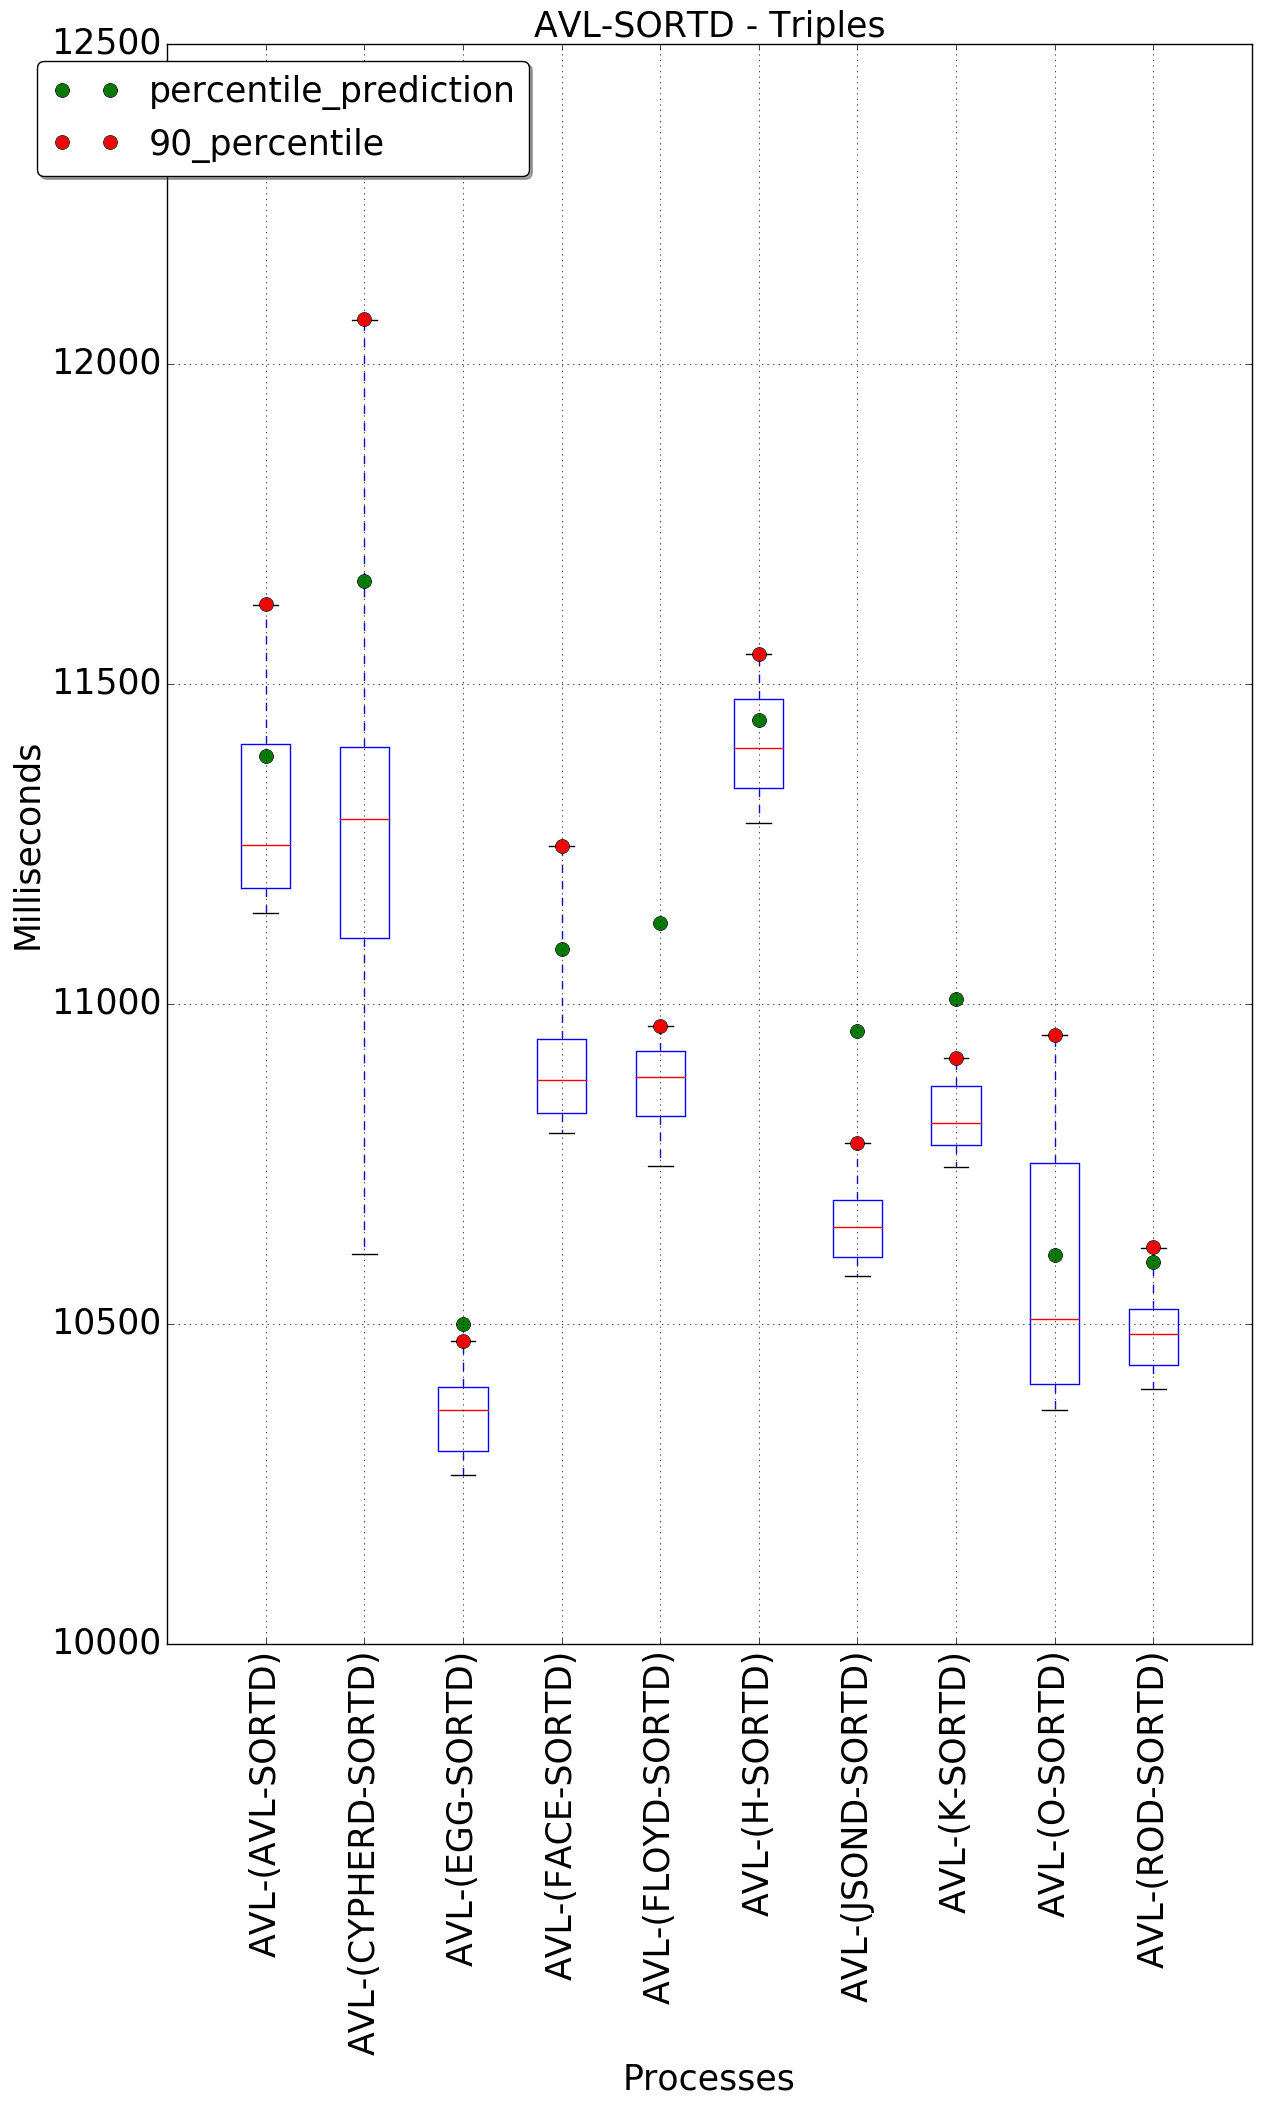 AVL-SORTD - Triples
percentile_prediction
90_percentile
12500
12000
11500
11000
10500
10000
Milliseconds
AVL-(AVL-SORTD)
AVL-(CYPHERD-SORTD)
AVL-(EGG-SORTD)
AVL-(FACE-SORTD)
AVL-(FLOYD-SORTD)
AVL-(H-SORTD)
AVL-(JSOND-SORTD)
AVL-(K-SORTD)
AVL-(O-SORTD)
AVL-(ROD-SORTD)
Processes